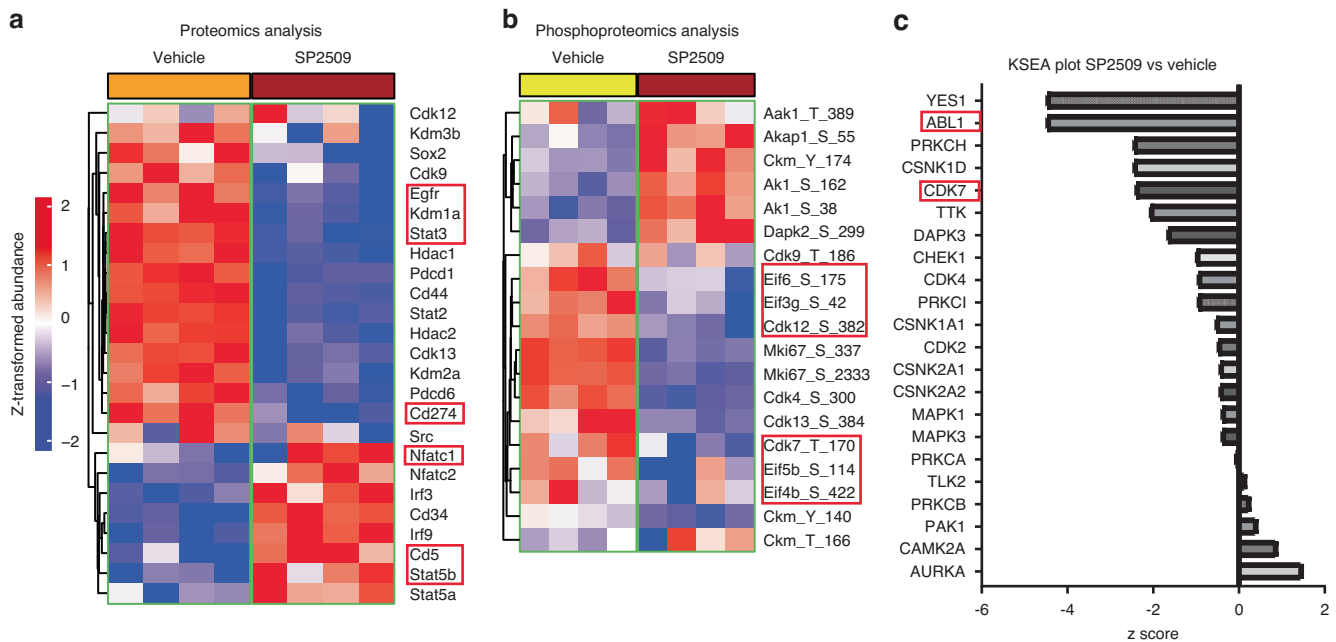 a
Proteomics analysis
Vehicle SP2509
Cdk12
Kdm3b
Sox2
Cdk9
Egfr
Kdm1a
Stat3
Hdac1
Pdcd1
Cd44
Stat2
Hdac2
Cdk13
Kdm2a
Pdcd6
Cd274
Src
Nfatc1
Nfatc2
Irf3
Cd34
Irf9
Cd5
Stat5b
Stat5a
Z-transformed abundance
2
1
0
−1
−2
b
Phosphoproteomics analysis
Vehicle SP2509
Aak1_T_389
Akap1_S_55
Ckm_Y_174
Ak1_S_162
Ak1_S_38
Dapk2_S_299
Cdk9_T_186
Eif6_S_175
Eif3g_S_42
Cdk12_S_382
Mki67_S_337
Mki67_S_2333
Cdk4_S_300
Cdk13_S_384
Cdk7_T_170
Eif5b_S_114
Eif4b_S_422
Ckm_Y_140
Ckm_T_166
c
KSEA plot SP2509 vs vehicle
YES1
ABL1
PRKCH
CSNK1D
CDK7
TTK
DAPK3
CHEK1
CDK4
PRKCI
CSNK1A1
CDK2
CSNK2A1
CSNK2A2
MAPK1
MAPK3
PRKCA
TLK2
PRKCB
PAK1
CAMK2A
AURKA
-6 -4 -2 0 2
z score